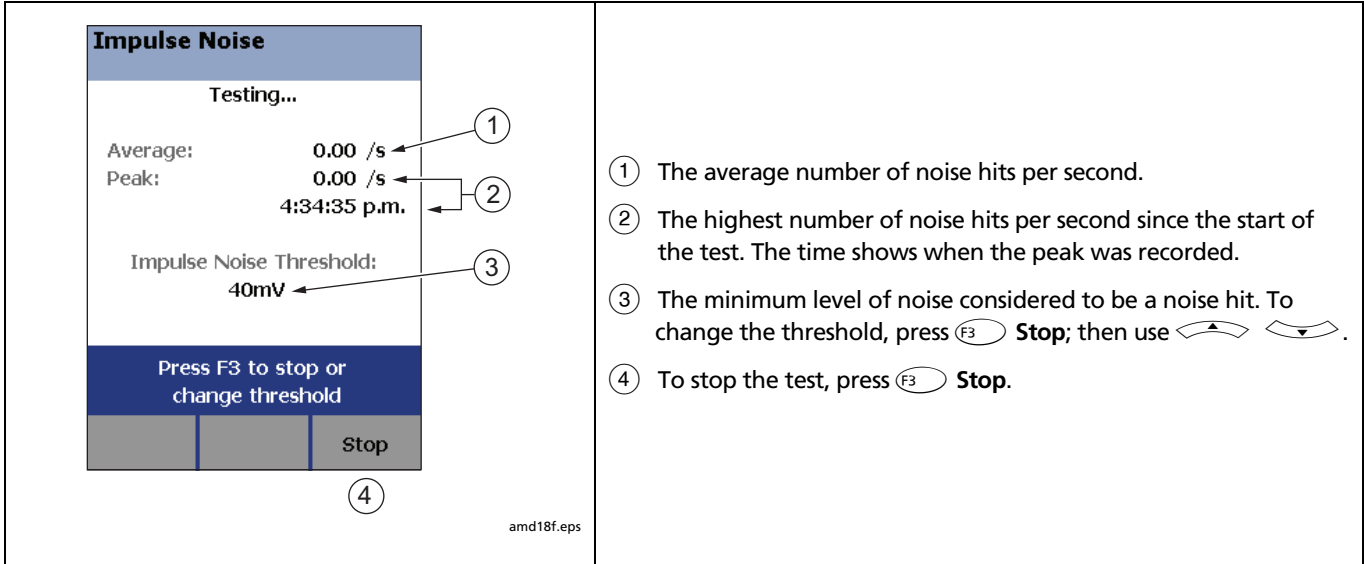 Impulse Noise
Testing...
Average: 0.00 /s
Peak: 0.00 /s
4:34:35 p.m.
Impulse Noise Threshold:
40mV
Press F3 to stop or
change threshold
Stop
1
2
3
4
amd18f.eps
1 The average number of noise hits per second.
2 The highest number of noise hits per second since the start of
the test. The time shows when the peak was recorded.
3 The minimum level of noise considered to be a noise hit. To
change the threshold, press F3 Stop; then use .
4 To stop the test, press F3 Stop.